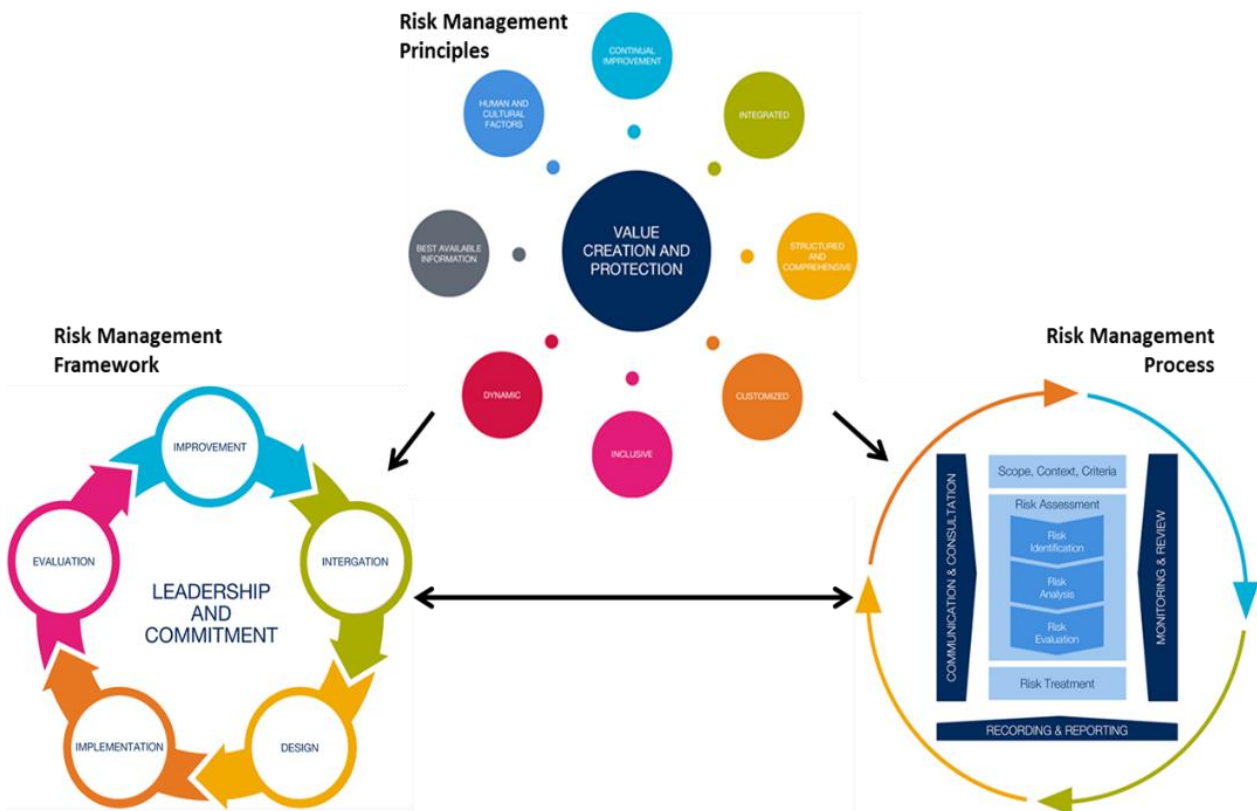 Risk Management
Principles
CONTINUAL
IMPROVEMENT
HUMAN AND
CULTURAL
FACTORS
INTEGRATED
VALUE
CREATION AND
PROTECTION
BEST AVAILABLE
INFORMATION
STRUCTURED
AND
COMPREHENSIVE
DYNAMIC
CUSTOMIZED
INCLUSIVE
Risk Management
Framework
IMPROVEMENT
EVALUATION
INTERGATION
LEADERSHIP
AND
COMMITMENT
IMPLEMENTATION
DESIGN
Risk Management
Process
COMMUNICATION & CONSULTATION
Scope, Context, Criteria
Risk Assessment
Risk
Identification
Risk
Analysis
Risk
Evaluation
Risk Treatment
MONITORING & REVIEW
RECORDING & REPORTING